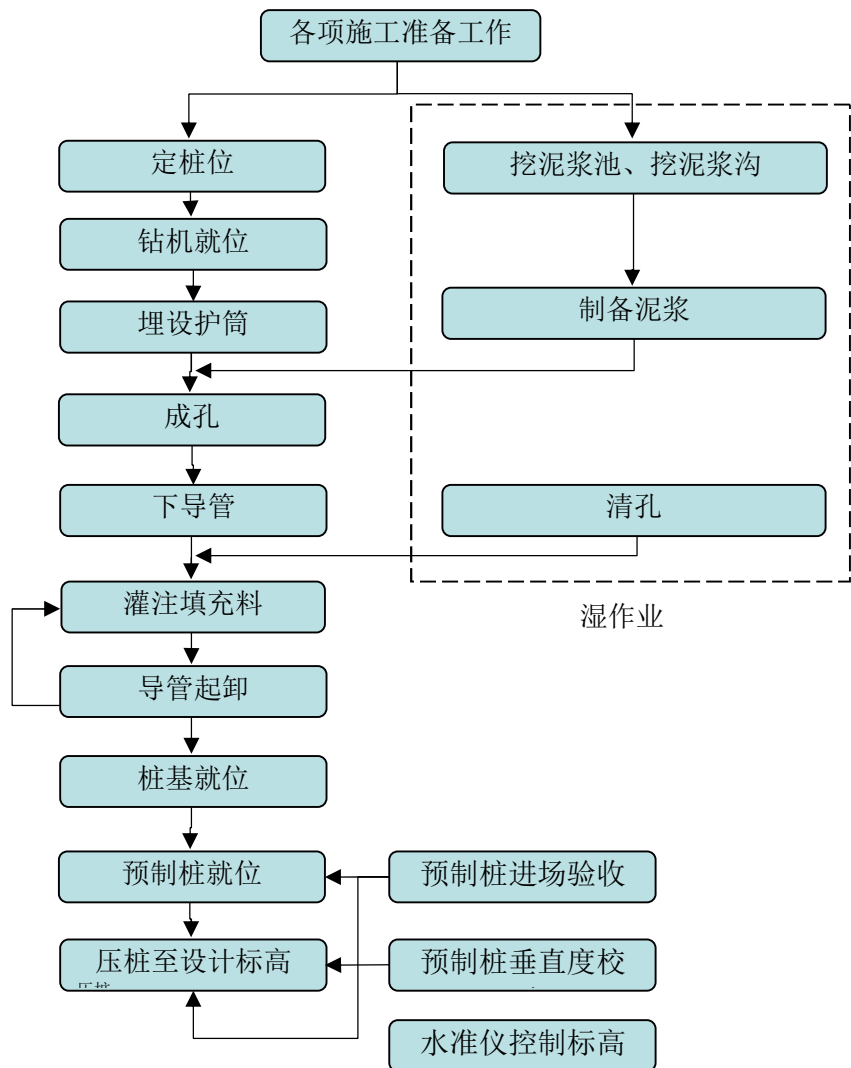 各项施工准备工作
定桩位
挖泥浆池、挖泥浆沟
钻机就位
埋设护筒
制备泥浆
成孔
下导管
清孔
灌注填充料
湿作业
导管起卸
桩基就位
预制桩就位
预制桩进场验收
压桩至设计标高
预制桩垂直度校
水准仪控制标高